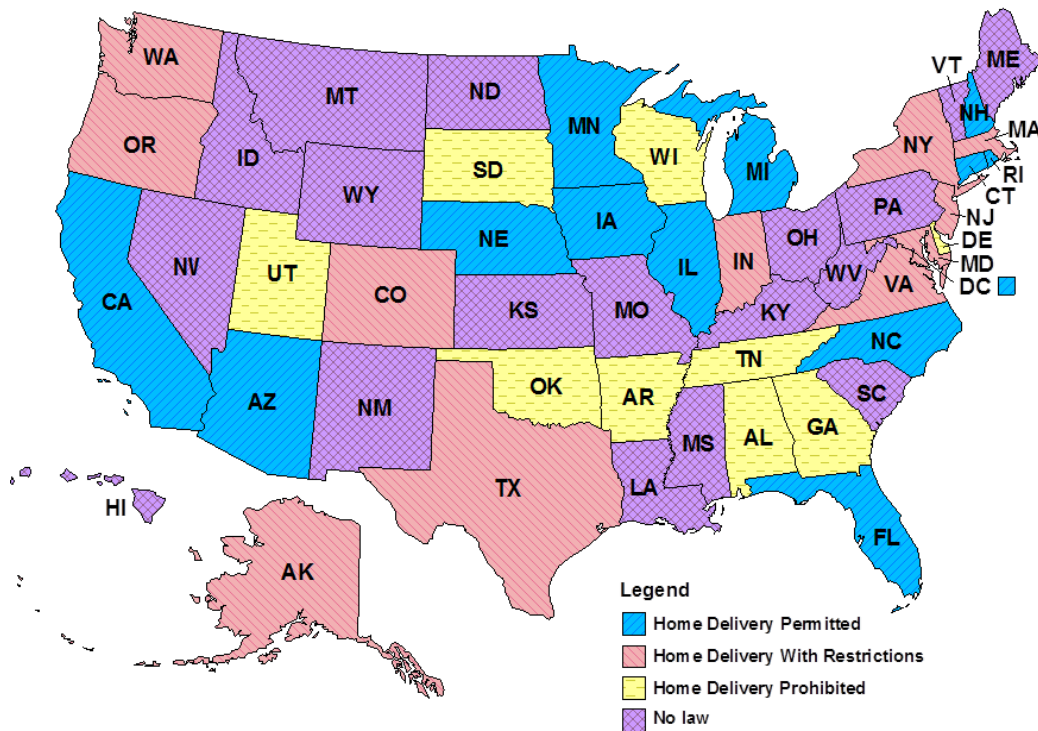 WA
MT
ND
MN
VT
ME
NH
MA
OR
ID
SD
WI
MI
NY
RI
CT
WY
NE
IA
PA
NJ
DE
MD
DC
NV
UT
CO
IL
IN
OH
WV
VA
CA
KS
MO
KY
NC
AZ
NM
OK
AR
TN
SC
TX
LA
MS
AL
GA
HI
AK
FL
Legend
Home Delivery Permitted
Home Delivery With Restrictions
Home Delivery Prohibited
No law